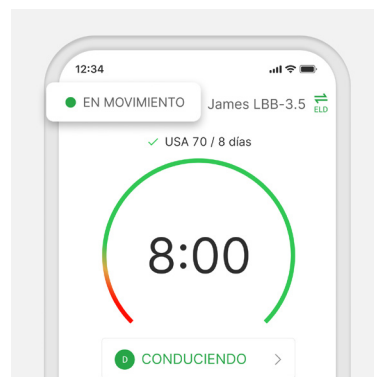 12:34
EN MOVIMIENTO
James LBB-3.5
ELD
USA 70 / 8 días
8:00
D CONDUCIENDO